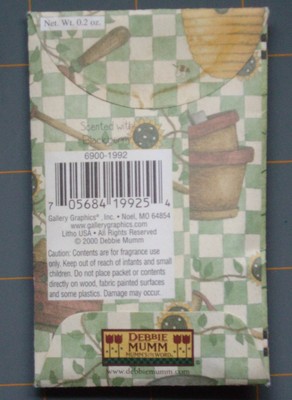 Net. Wt. 0.2 oz.
Scented with
6900-1992
7 05684 19925 4
Gallery Graphics®, Inc. • Noel, MO 64854
www.gallerygraphics.com
Litho USA • All Rights Reserved
© 2000 Debbie Mumm
Caution: Contents are for fragrance use
only. Keep out of reach of infants and small
children. Do not place packet or contents
directly on wood, fabric painted surfaces
and some plastics. Damage may occur.
DEBBIE
MUMM
www.debbiemumm.com